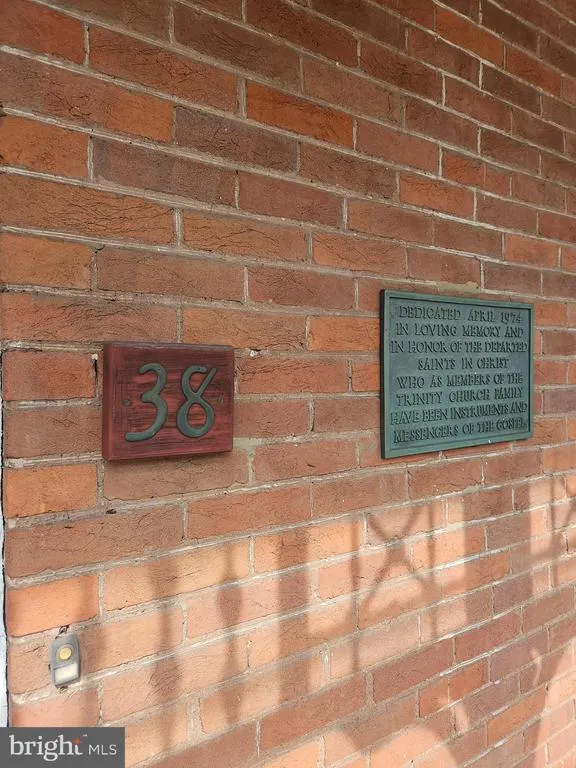 38
DEDICATED APRIL 1974
IN LOVING MEMORY AND
IN HONOR OF THE DEPARTED
SAINTS IN CHRIST
WHO AS MEMBERS OF THE
TRINITY CHURCH FAMILY
HAVE BEEN INSTRUMENTS AND
MESSENGERS OF THE GOSPEL
bright MLS